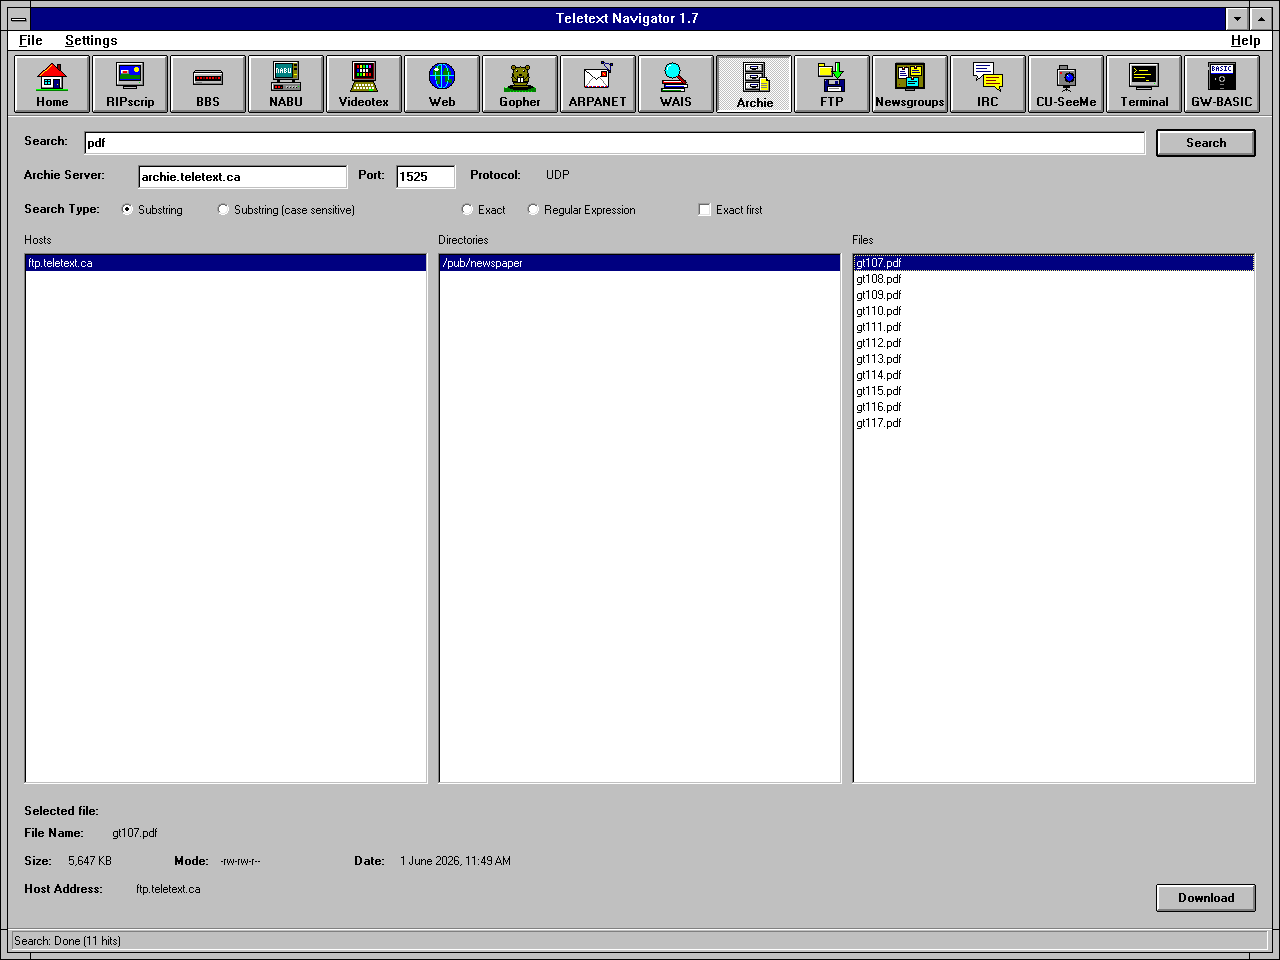 Teletext Navigator 1.7
File Settings Help
Home RIPscrip BBS NABU Videotex Web Gopher ARPANET WAIS Archie FTP Newsgroups IRC CU-SeeMe Terminal GW-BASIC
Search: pdf Search
Archie Server: archie.teletext.ca Port: 1525 Protocol: UDP
Search Type: Substring Substring (case sensitive) Exact Regular Expression Exact first
Hosts Directories Files
ftp.teletext.ca /pub/newspaper gt107.pdf
gt108.pdf
gt109.pdf
gt110.pdf
gt111.pdf
gt112.pdf
gt113.pdf
gt114.pdf
gt115.pdf
gt116.pdf
gt117.pdf
Selected file:
File Name: gt107.pdf
Size: 5,647 KB Mode: -rw-rw-r-- Date: 1 June 2026, 11:49 AM
Host Address: ftp.teletext.ca
Download
Search: Done (11 hits)